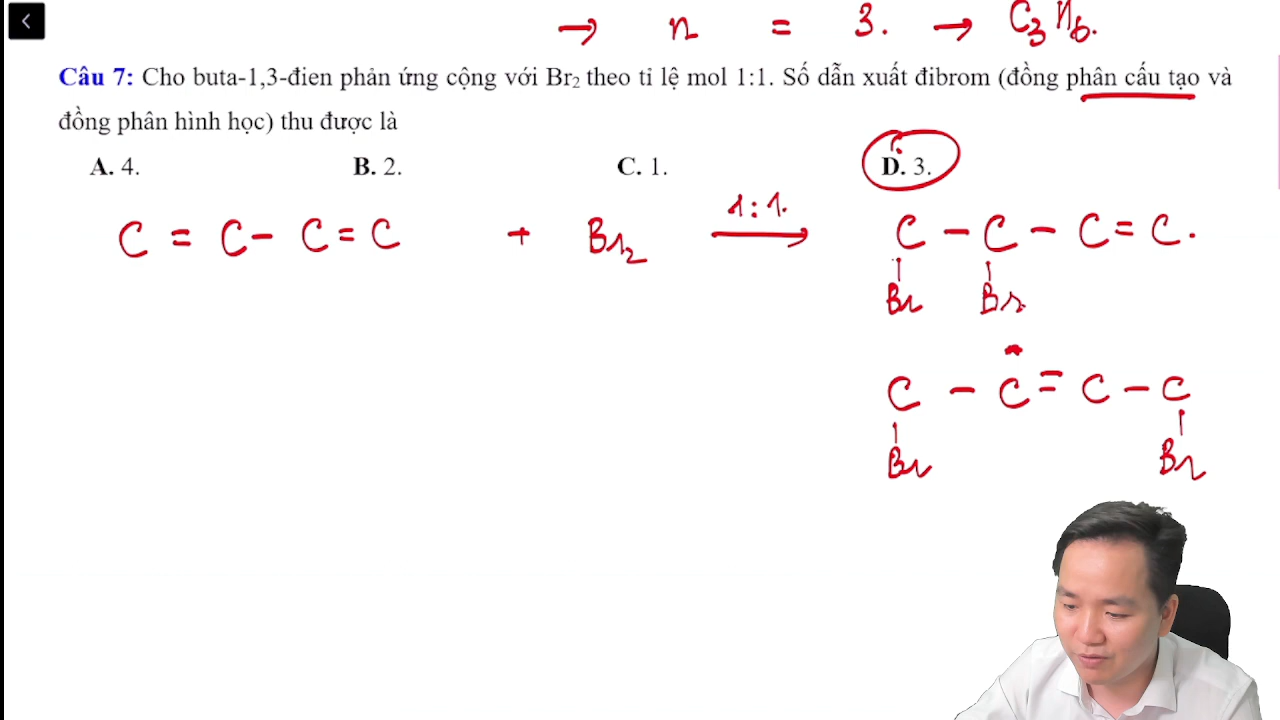 → n = 3. → C3H6.
Câu 7: Cho buta-1,3-đien phản ứng cộng với Br2 theo tỉ lệ mol 1:1. Số dẫn xuất đibrom (đồng phân cấu tạo và
đồng phân hình học) thu được là
A. 4. B. 2. C. 1. D. 3.
C = C - C = C + Br2 1:1. → C - C - C = C.
Br Br
C - C = C - C
Br Br